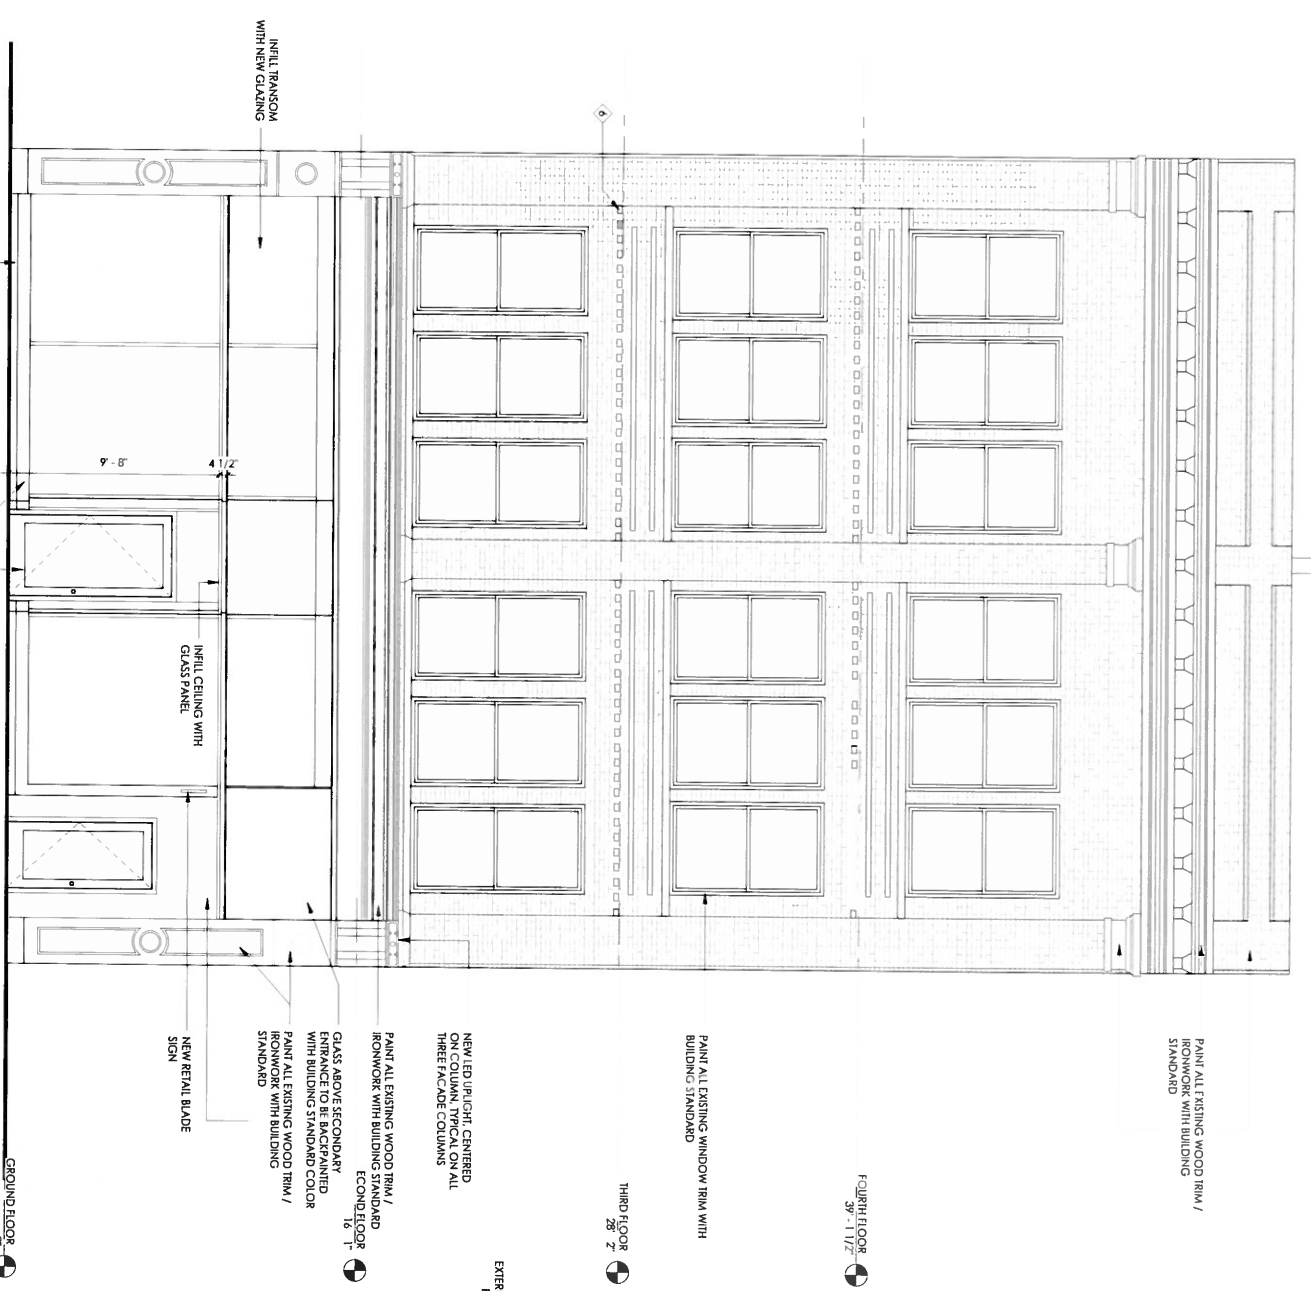 INFILL TRANSOM
WITH NEW GLAZING
6
9' - 8"
4 1/2"
INFILL CEILING WITH
GLASS PANEL
PAINT ALL EXISTING WOOD TRIM /
IRONWORK WITH BUILDING
STANDARD
PAINT ALL EXISTING WINDOW TRIM WITH
BUILDING STANDARD
NEW LED UPLIGHT, CENTERED
ON COLUMN, TYPICAL ON ALL
THREE FACADE COLUMNS
PAINT ALL EXISTING WOOD TRIM /
IRONWORK WITH BUILDING STANDARD
GLASS ABOVE SECONDARY
ENTRANCE TO BE BACKPAINTED
WITH BUILDING STANDARD COLOR
PAINT ALL EXISTING WOOD TRIM /
IRONWORK WITH BUILDING
STANDARD
NEW RETAIL BLADE
SIGN
FOURTH FLOOR
39' - 1 1/2"
THIRD FLOOR
28' 2"
ECOND FLOOR
16' 1"
GROUND FLOOR
EXTER